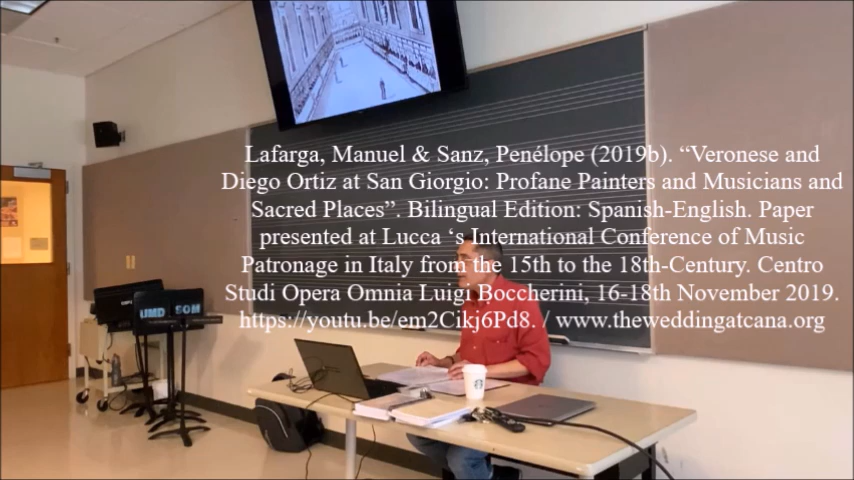 Lafarga, Manuel & Sanz, Penélope (2019b). “Veronese and
Diego Ortiz at San Giorgio: Profane Painters and Musicians and
Sacred Places”. Bilingual Edition: Spanish-English. Paper
presented at Lucca ‘s International Conference of Music
Patronage in Italy from the 15th to the 18th-Century. Centro
Studi Opera Omnia Luigi Boccherini, 16-18th November 2019.
https://youtu.be/em2Cikj6Pd8. / www.theweddingatcana.org
UMD SOM